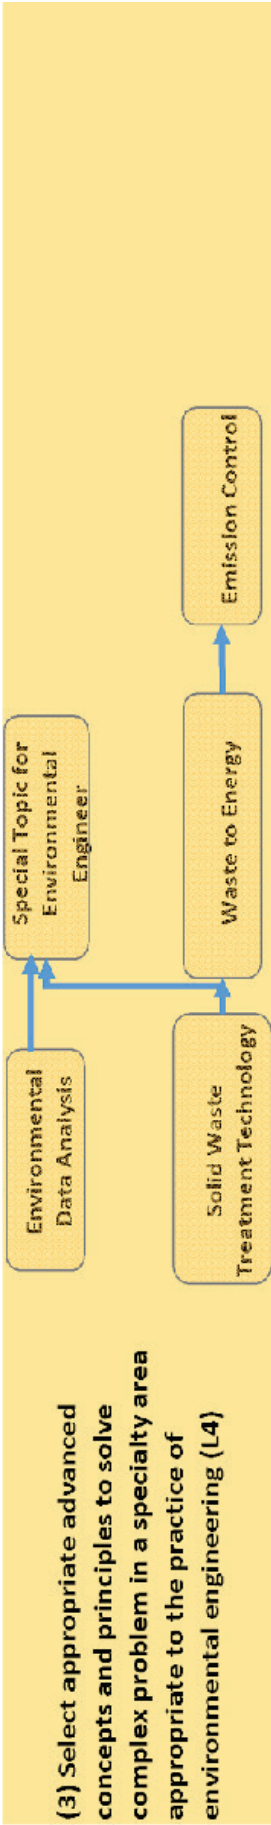 (3) Select appropriate advanced
concepts and principles to solve
complex problem in a specialty area
appropriate to the practice of
environmental engineering (L4)
Environmental
Data Analysis
Special Topic for
Environmental
Engineer
Solid Waste
Treatment Technology
Waste to Energy
Emission Control